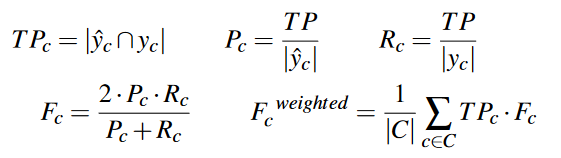 TP_c = |ŷ_c ∩ y_c|    P_c = TP / |ŷ_c|    R_c = TP / |y_c|
F_c = 2·P_c·R_c / P_c + R_c    F_c^weighted = 1 / |C| ∑_{c∈C} TP_c·F_c